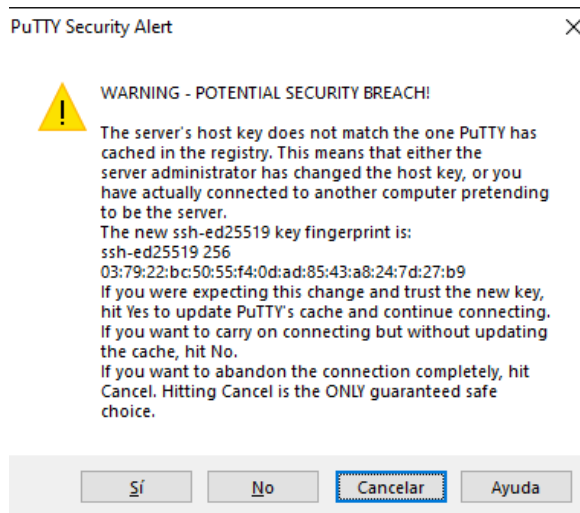 PuTTY Security Alert
WARNING - POTENTIAL SECURITY BREACH!
The server's host key does not match the one PuTTY has
cached in the registry. This means that either the
server administrator has changed the host key, or you
have actually connected to another computer pretending
to be the server.
The new ssh-ed25519 key fingerprint is:
ssh-ed25519 256
03:79:22:bc:50:55:f4:0d:ad:85:43:a8:24:7d:27:b9
If you were expecting this change and trust the new key,
hit Yes to update PuTTY's cache and continue connecting.
If you want to carry on connecting but without updating
the cache, hit No.
If you want to abandon the connection completely, hit
Cancel. Hitting Cancel is the ONLY guaranteed safe
choice.
Sí No Cancelar Ayuda